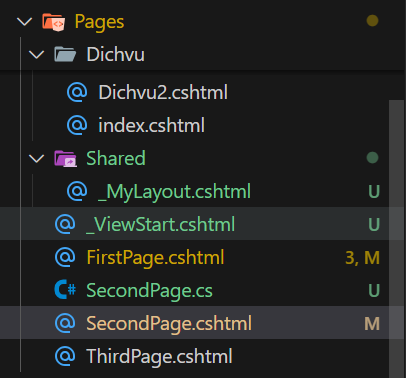 Pages
Dichvu
Dichvu2.cshtml
index.cshtml
Shared
_MyLayout.cshtml U
_ViewStart.cshtml U
FirstPage.cshtml 3, M
SecondPage.cs U
SecondPage.cshtml M
ThirdPage.cshtml